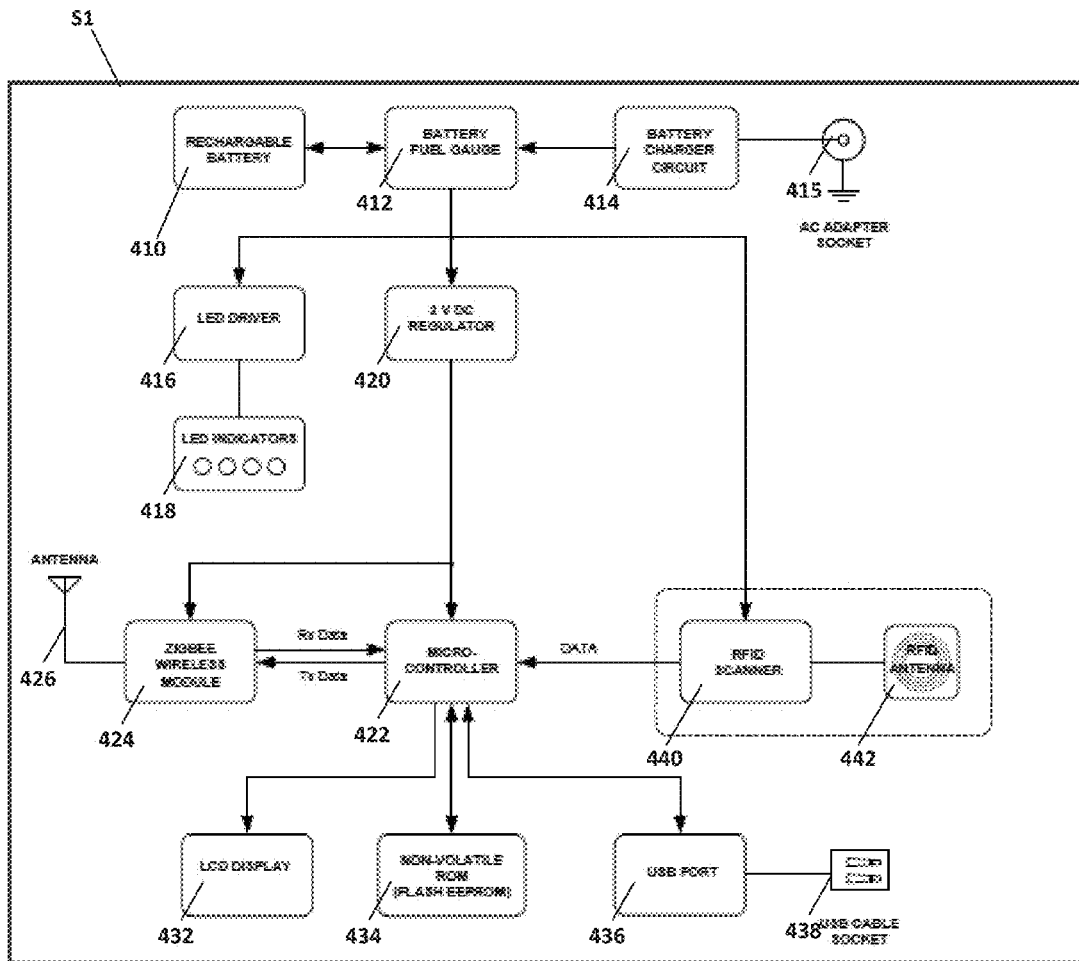 S1
RECHARGABLE
BATTERY
410
BATTERY
FUEL GAUGE
412
BATTERY
CHARGER
CIRCUIT
414
415
AC ADAPTER
SOCKET
LED DRIVER
416
V DC
REGULATOR
420
LED INDICATORS
418
ANTENNA
426
ZIGBEE
WIRELESS
MODULE
424
Rx Data
Tx Data
MICRO-
CONTROLLER
422
DATA
RFID
SCANNER
440
RFID
ANTENNA
442
LCD DISPLAY
432
NON-VOLATILE
ROM
(FLASH EEPROM)
434
USB PORT
436
438
USB CABLE
SOCKET